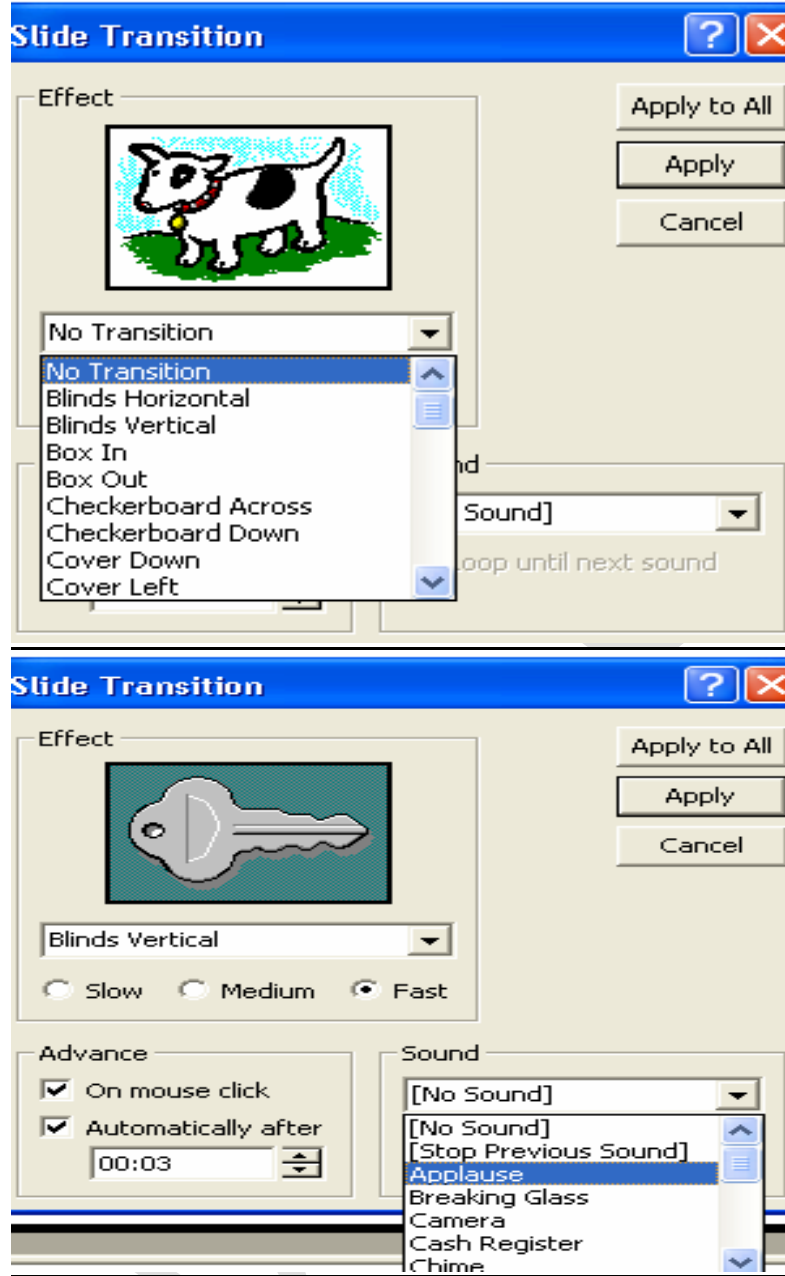 Slide Transition
?
Effect
Apply to All
Apply
Cancel
No Transition
No Transition
Blinds Horizontal
Blinds Vertical
Box In
Box Out
Checkerboard Across
Checkerboard Down
Cover Down
Cover Left
nd
Sound]
oop until next sound
Slide Transition
?
Effect
Apply to All
Apply
Cancel
Blinds Vertical
Slow Medium Fast
Advance
On mouse click
Automatically after
00:03
Sound
[No Sound]
[No Sound]
[Stop Previous Sound]
Applause
Breaking Glass
Camera
Cash Register
Chime